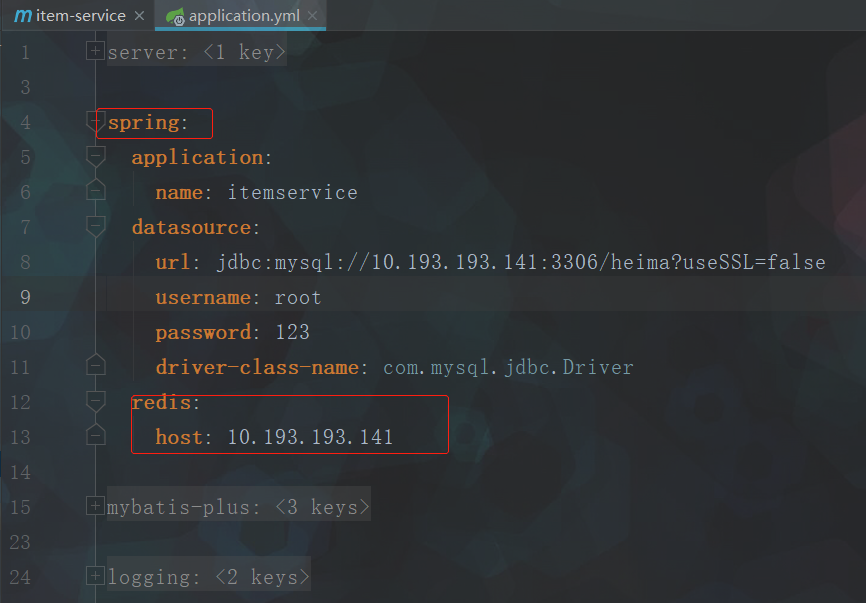 m item-service × application.yml ×
1 server: <1 key>
3
4 spring:
5 application:
6 name: itemservice
7 datasource:
8 url: jdbc:mysql://10.193.193.141:3306/heima?useSSL=false
9 username: root
10 password: 123
11 driver-class-name: com.mysql.jdbc.Driver
12 redis:
13 host: 10.193.193.141
14
15 mybatis-plus: <3 keys>
23
24 logging: <2 keys>